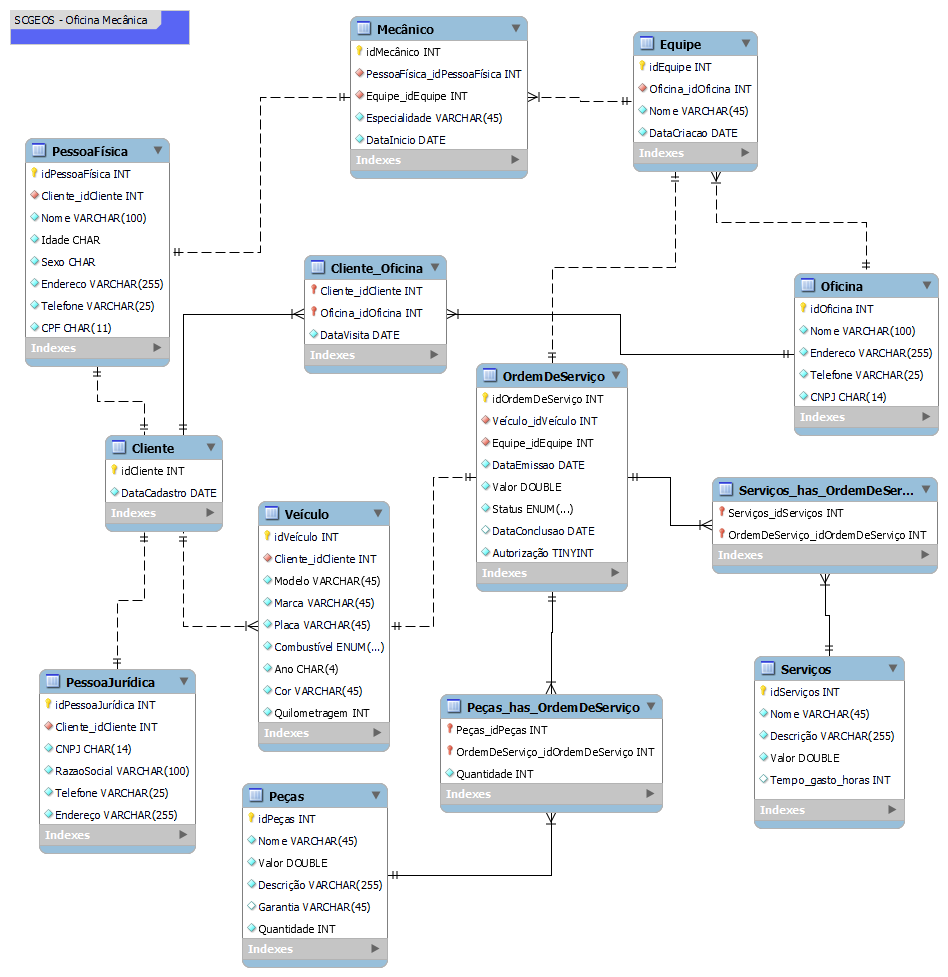 SCGEOS - Oficina Mecânica
Mecânico
idMecânico INT
PessoaFísica_idPessoaFísica INT
Equipe_idEquipe INT
Especialidade VARCHAR(45)
DataInicio DATE
Indexes
Equipe
idEquipe INT
Oficina_idOficina INT
Nome VARCHAR(45)
DataCriacao DATE
Indexes
PessoaFísica
idPessoaFísica INT
Cliente_idCliente INT
Nome VARCHAR(100)
Idade CHAR
Sexo CHAR
Endereco VARCHAR(255)
Telefone VARCHAR(25)
CPF CHAR(11)
Indexes
Cliente_Oficina
Cliente_idCliente INT
Oficina_idOficina INT
DataVisita DATE
Indexes
Oficina
idOficina INT
Nome VARCHAR(100)
Endereco VARCHAR(255)
Telefone VARCHAR(25)
CNPJ CHAR(14)
Indexes
OrdemDeServiço
idOrdemDeServiço INT
Veículo_idVeículo INT
Equipe_idEquipe INT
DataEmissao DATE
Valor DOUBLE
Status ENUM(...)
DataConclusao DATE
Autorização TINYINT
Indexes
Cliente
idCliente INT
DataCadastro DATE
Indexes
Veículo
idVeículo INT
Cliente_idCliente INT
Modelo VARCHAR(45)
Marca VARCHAR(45)
Placa VARCHAR(45)
Combustível ENUM(...)
Ano CHAR(4)
Cor VARCHAR(45)
Quilometragem INT
Indexes
Serviços_has_OrdemDeSer...
Serviços_idServiços INT
OrdemDeServiço_idOrdemDeServiço INT
Indexes
PessoaJurídica
idPessoaJurídica INT
Cliente_idCliente INT
CNPJ CHAR(14)
RazaoSocial VARCHAR(100)
Telefone VARCHAR(25)
Endereço VARCHAR(255)
Indexes
Serviços
idServiços INT
Nome VARCHAR(45)
Descrição VARCHAR(255)
Valor DOUBLE
Tempo_gasto_horas INT
Indexes
Peças_has_OrdemDeServiço
Peças_idPeças INT
OrdemDeServiço_idOrdemDeServiço INT
Quantidade INT
Indexes
Peças
idPeças INT
Nome VARCHAR(45)
Valor DOUBLE
Descrição VARCHAR(255)
Garantia VARCHAR(45)
Quantidade INT
Indexes